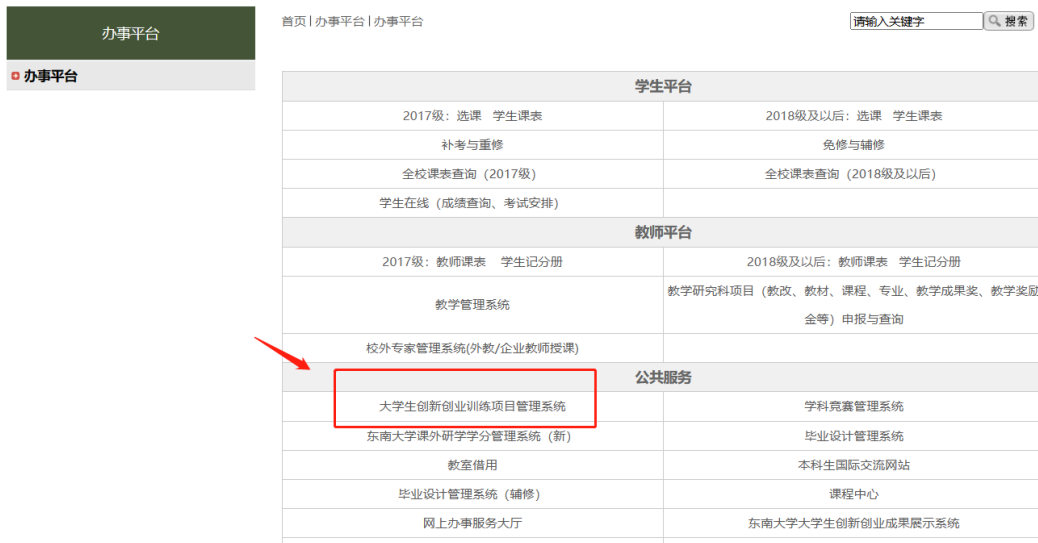 办事平台
首页 | 办事平台 | 办事平台
请输入关键字
搜索
办事平台
学生平台
2017级：选课 学生课表
2018级及以后：选课 学生课表
补考与重修
免修与辅修
全校课表查询（2017级）
全校课表查询（2018级及以后）
学生在线（成绩查询、考试安排）
教师平台
2017级：教师课表 学生记分册
2018级及以后：教师课表 学生记分册
教学管理系统
教学研究科项目（教改、教材、课程、专业、教学成果奖、教学奖励
金等）申报与查询
校外专家管理系统(外教/企业教师授课)
公共服务
大学生创新创业训练项目管理系统
学科竞赛管理系统
东南大学课外研学学分管理系统（新）
毕业设计管理系统
教室借用
本科生国际交流网站
毕业设计管理系统（辅修）
课程中心
网上办事服务大厅
东南大学大学生创新创业成果展示系统